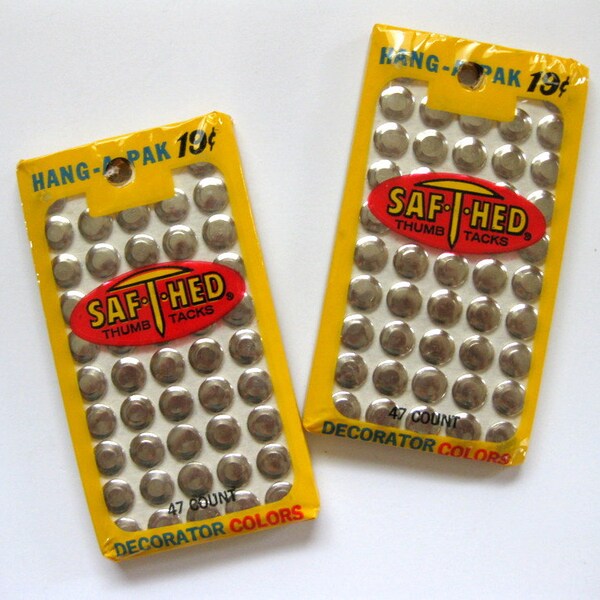 HANG-A-PAK 19¢
SAF-T-HED®
THUMB TACKS
47 COUNT
DECORATOR COLORS
HANG-A-PAK 19¢
SAF-T-HED®
THUMB TACKS
47 COUNT
DECORATOR COLORS